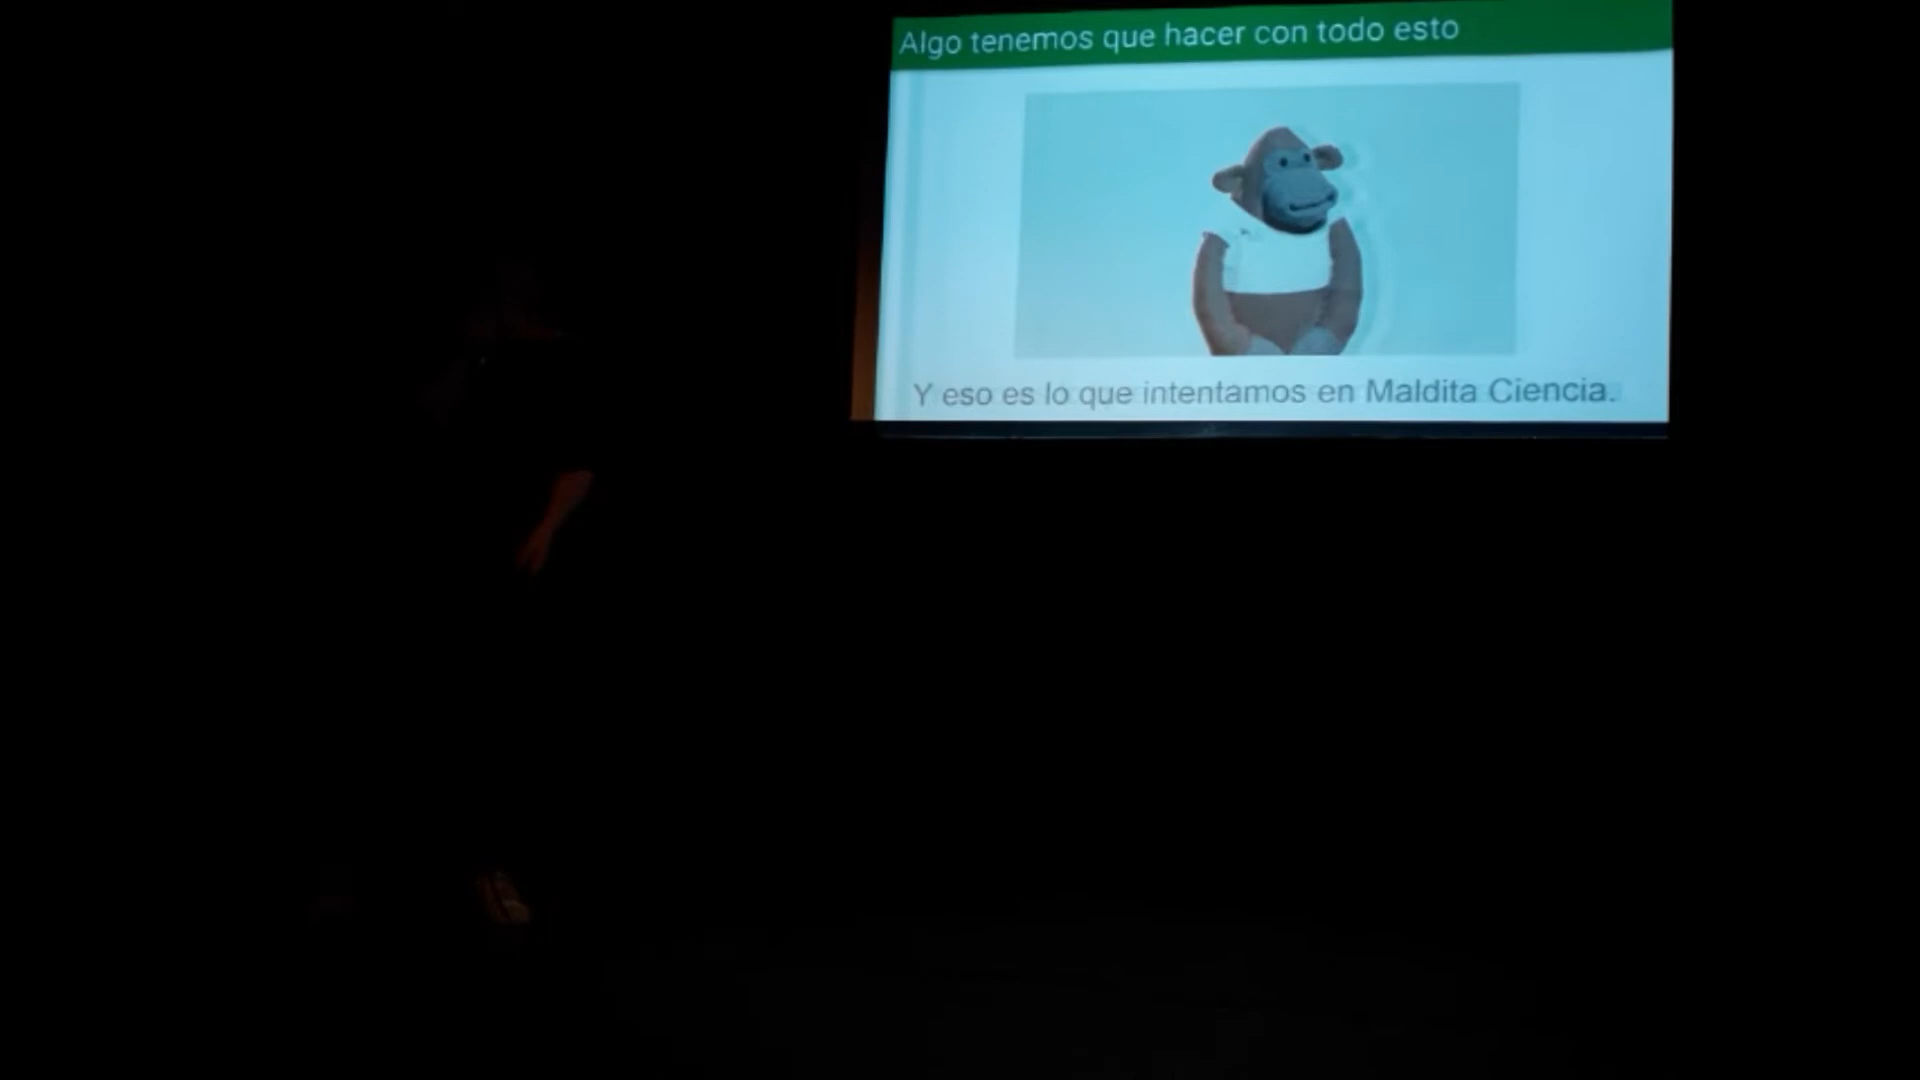 Algo tenemos que hacer con todo esto
Y eso es lo que intentamos en Maldita Ciencia.